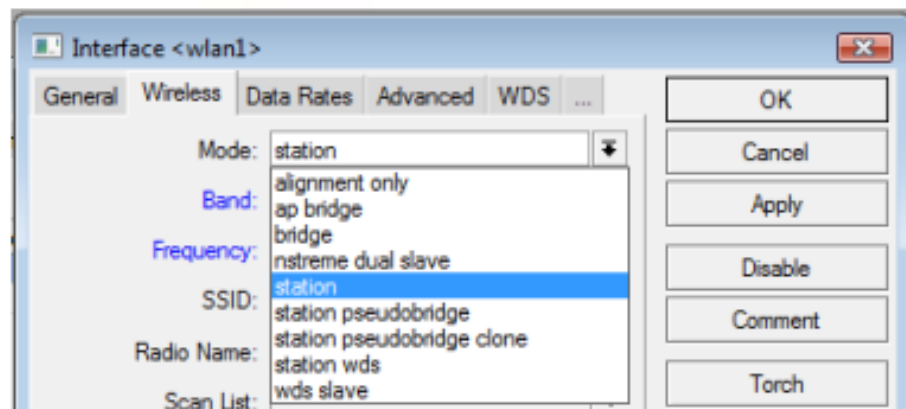 Interface <wlan1>
General Wireless Data Rates Advanced WDS ...
Mode: station
alignment only
ap bridge
bridge
nstreme dual slave
station
station pseudobridge
station pseudobridge clone
station wds
wds slave
Band:
Frequency:
SSID:
Radio Name:
Scan List:
OK
Cancel
Apply
Disable
Comment
Torch